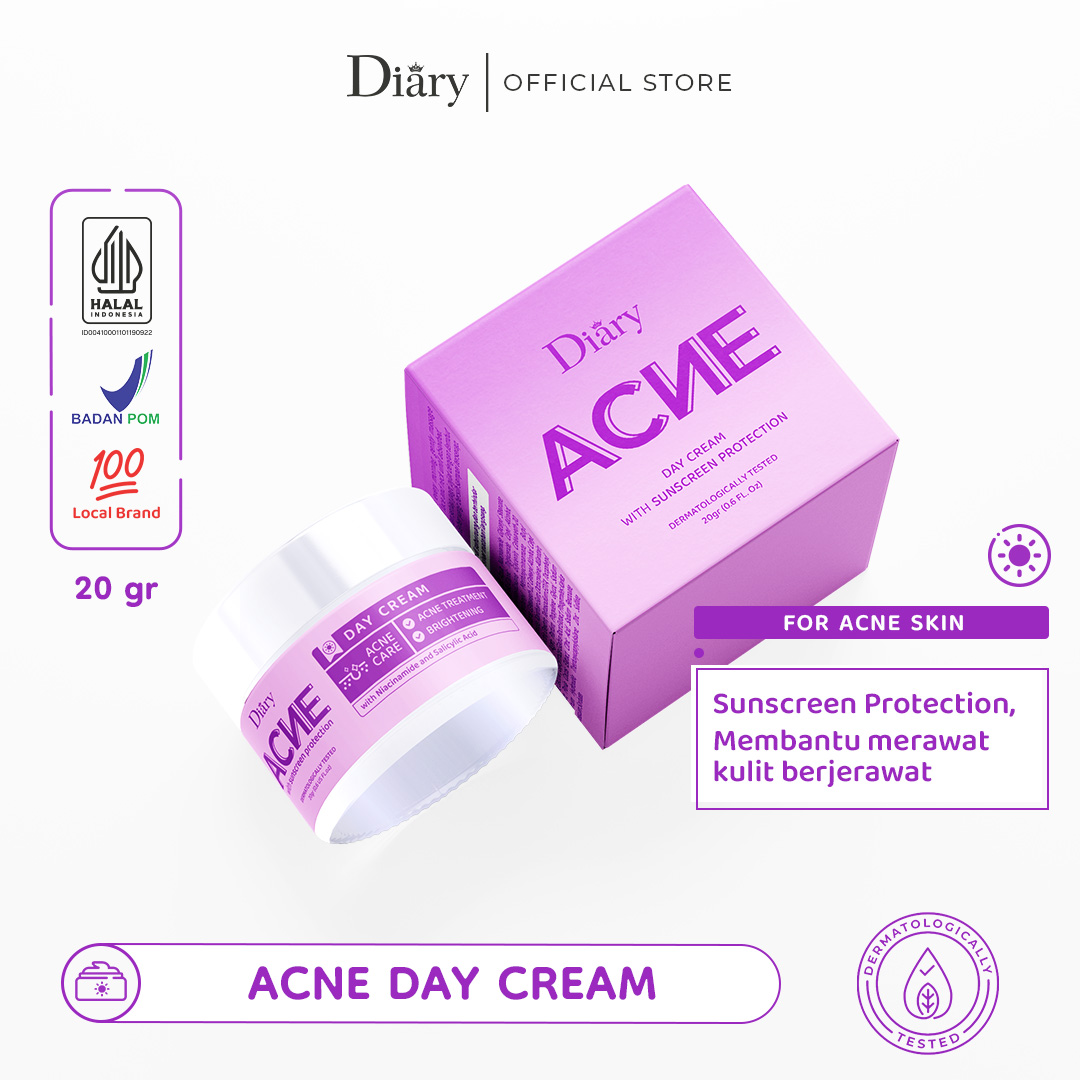 Diary | OFFICIAL STORE
HALAL
INDONESIA
ID00410001101190922
BADAN POM
100
Local Brand
20 gr
Diary
ACNE
DAY CREAM
WITH SUNSCREEN PROTECTION
DERMATOLOGICALLY TESTED
20gr (0.6 FL. Oz)
DAY CREAM
ACNE CARE
ACNE TREATMENT
BRIGHTENING
with Niacinamide and Salicylic Acid
Diary
ACNE
with sunscreen protection
DERMATOLOGICALLY TESTED
FOR ACNE SKIN
Sunscreen Protection,
Membantu merawat
kulit berjerawat
ACNE DAY CREAM
DERMATOLOGICALLY
TESTED